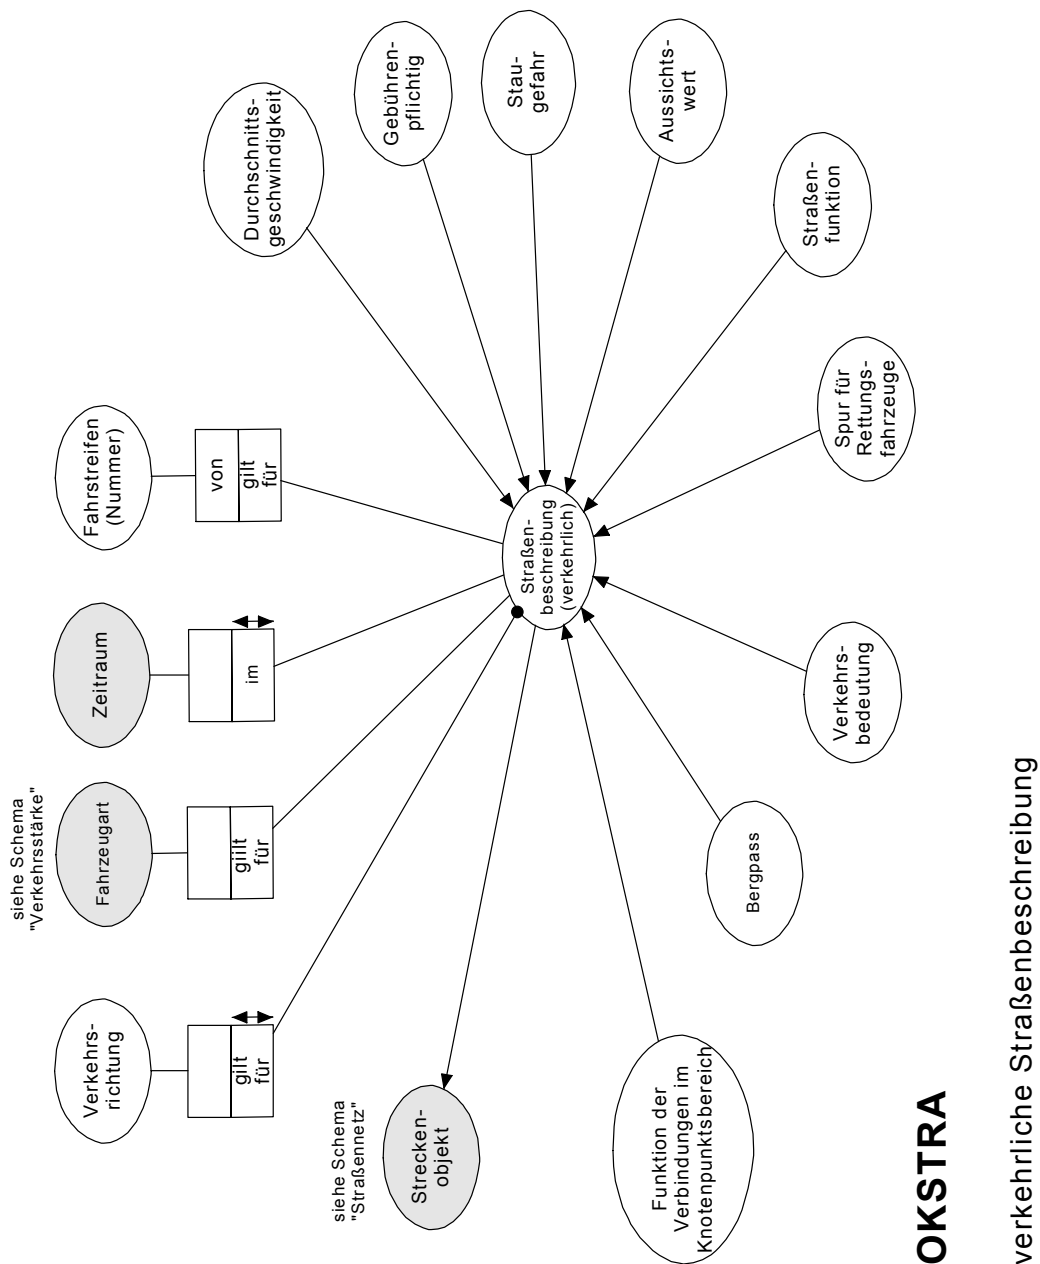 siehe Schema
"Verkehrsstärke"
Verkehrs-
richtung
Fahrzeugart
Zeitraum
Fahrstreifen
(Nummer)
gilt
für
giilt
für
im
von
gilt
für
Durchschnitts-
geschwindigkeit
siehe Schema
"Straßennetz"
Strecken-
objekt
Gebühren-
pflichtig
Stau-
gefahr
Straßen-
beschreibung
(verkehrlich)
Aussichts-
wert
Funktion der
Verbindungen im
Knotenpunktsbereich
Bergpass
Straßen-
funktion
Verkehrs-
bedeutung
Spur für
Rettungs-
fahrzeuge
OKSTRA
verkehrliche Straßenbeschreibung